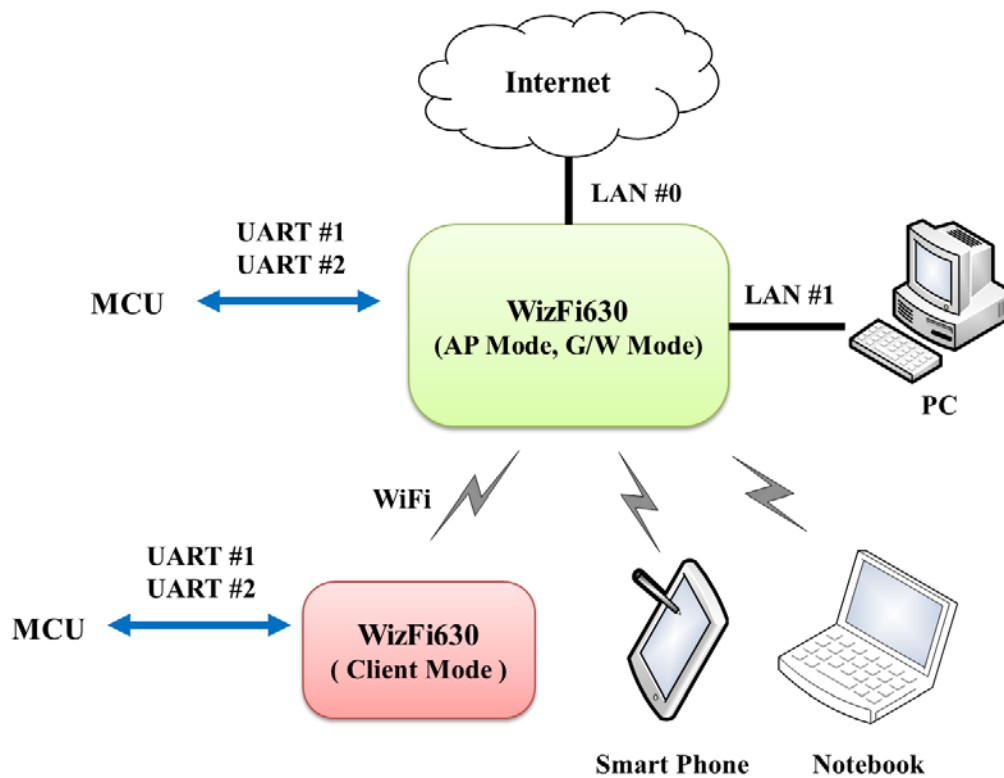 Internet
LAN #0
UART #1
UART #2
MCU
WizFi630
(AP Mode, G/W Mode)
LAN #1
PC
WiFi
UART #1
UART #2
MCU
WizFi630
( Client Mode )
Smart Phone
Notebook